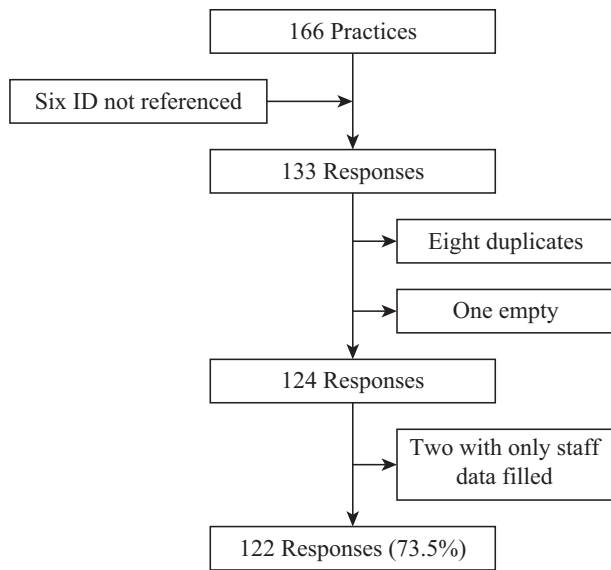 166 Practices
Six ID not referenced
133 Responses
Eight duplicates
One empty
124 Responses
Two with only staff
data filled
122 Responses (73.5%)